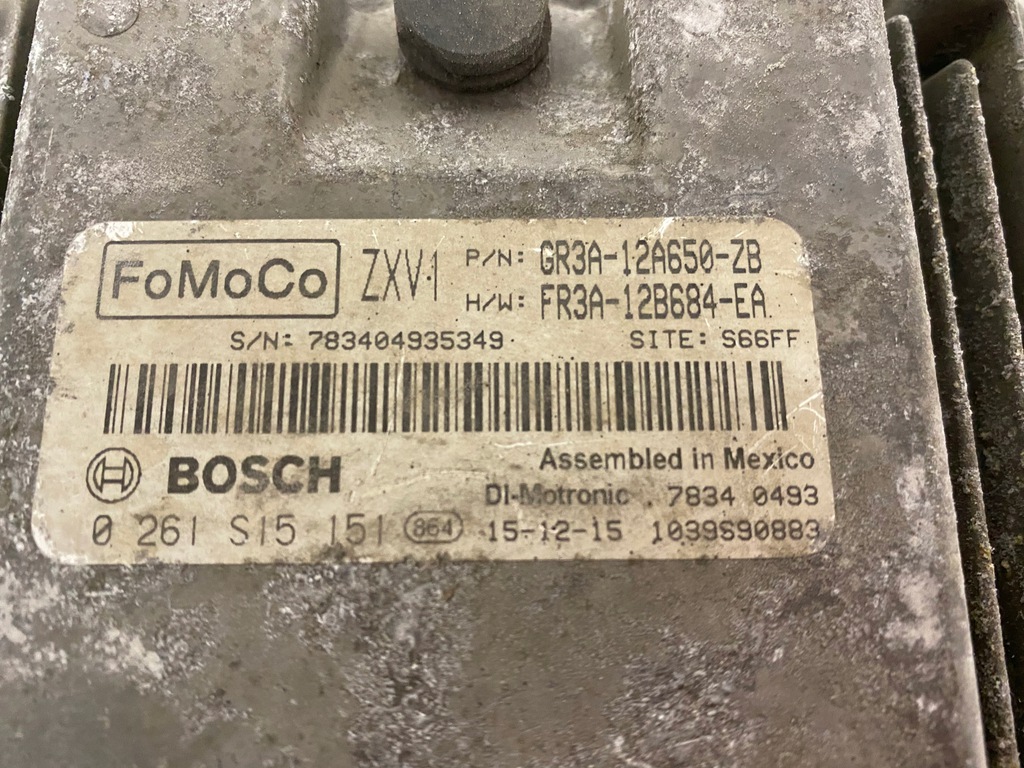 FoMoCo ZXV1 P/N: GR3A-12A650-ZB
H/W: FR3A-12B684-EA
S/N: 783404935349 SITE: S66FF
BOSCH Assembled in Mexico
DI-Motronic 7834 0493
0 261 S15 151 864 15-12-15 1039S90883